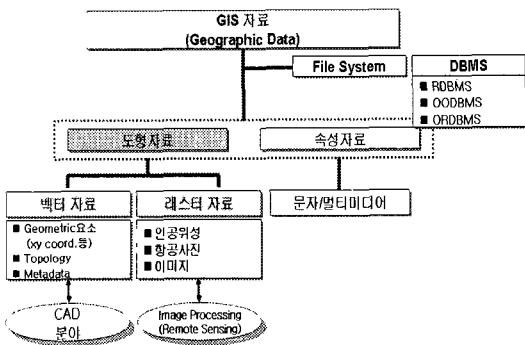 GIS 자료
(Geographic Data)
File System
DBMS
■ RDBMS
■ OODBMS
■ ORDBMS
도형자료
속성자료
벡터 자료
■ Geometric요소
(xy coord.등)
■ Topology
■ Metadata
래스터 자료
■ 인공위성
■ 항공사진
■ 이미지
문자/멀티미디어
CAD
분야
Image Processing
(Remote Sensing)